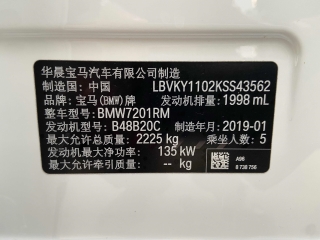 华晨宝马汽车有限公司制造
制造国：中国 LBVKY1102KSS43562
品牌：宝马(BMW)牌 发动机排量：1998 mL
整车型号：BMW7201RM
发动机型号：B48B20C 制造年月：2019-01
最大允许总质量：2225 kg 乘坐人数：5
发动机最大净功率：135 kW A96
最大允许牵引质量：-- kg 8 738 756